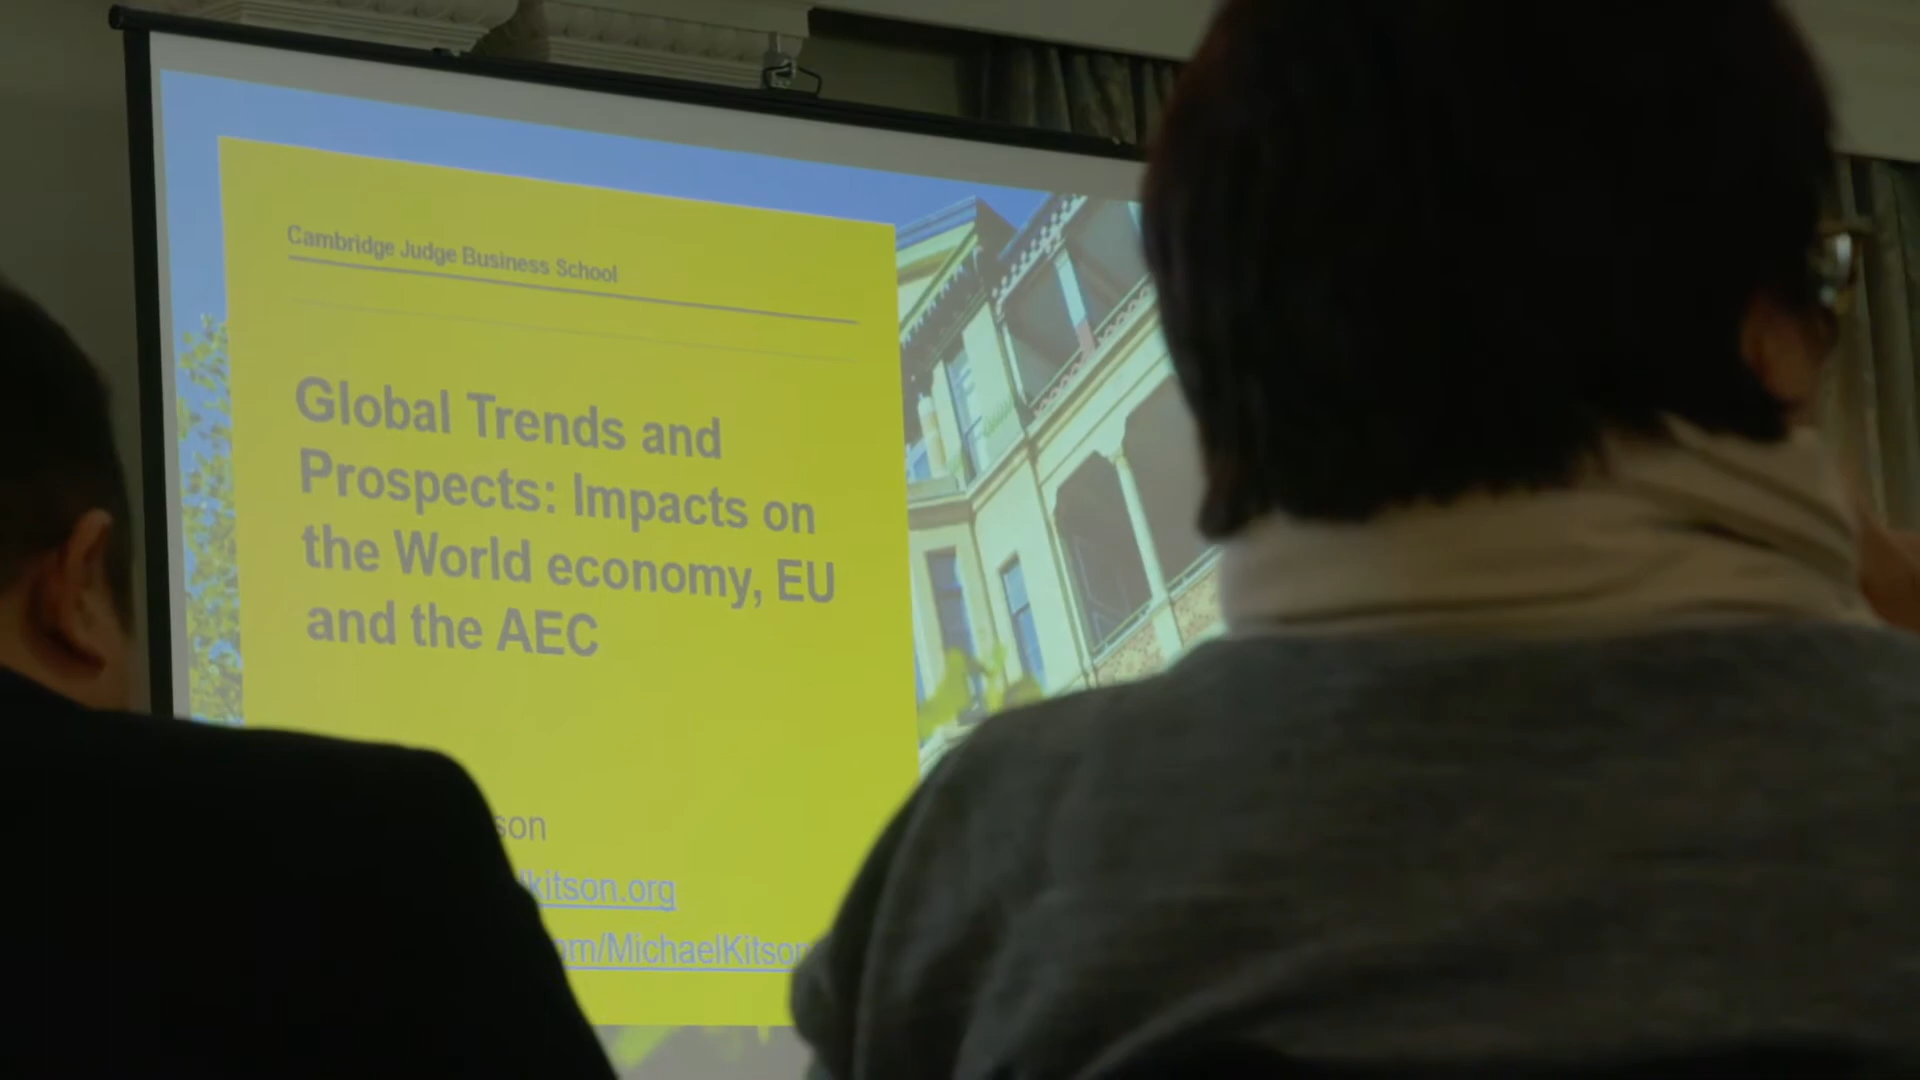 Cambridge Judge Business School
Global Trends and
Prospects: Impacts on
the World economy, EU
and the AEC
son
lkitson.org
om/MichaelKitson